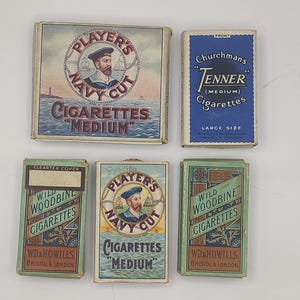 PLAYER'S
NAVY CUT
CIGARETTES
"MEDIUM"
FRONT
Churchmans
"TENNER"
(MEDIUM)
Cigarettes
LARGE SIZE
WILD
WOODBINE
CIGARETTES
W.D.& H.O.WILLS
BRISTOL & LONDON
PLAYER'S
NAVY CUT
CIGARETTES
"MEDIUM"
WILD
WOODBINE
CIGARETTES
W.D.& H.O.WILLS
BRISTOL & LONDON